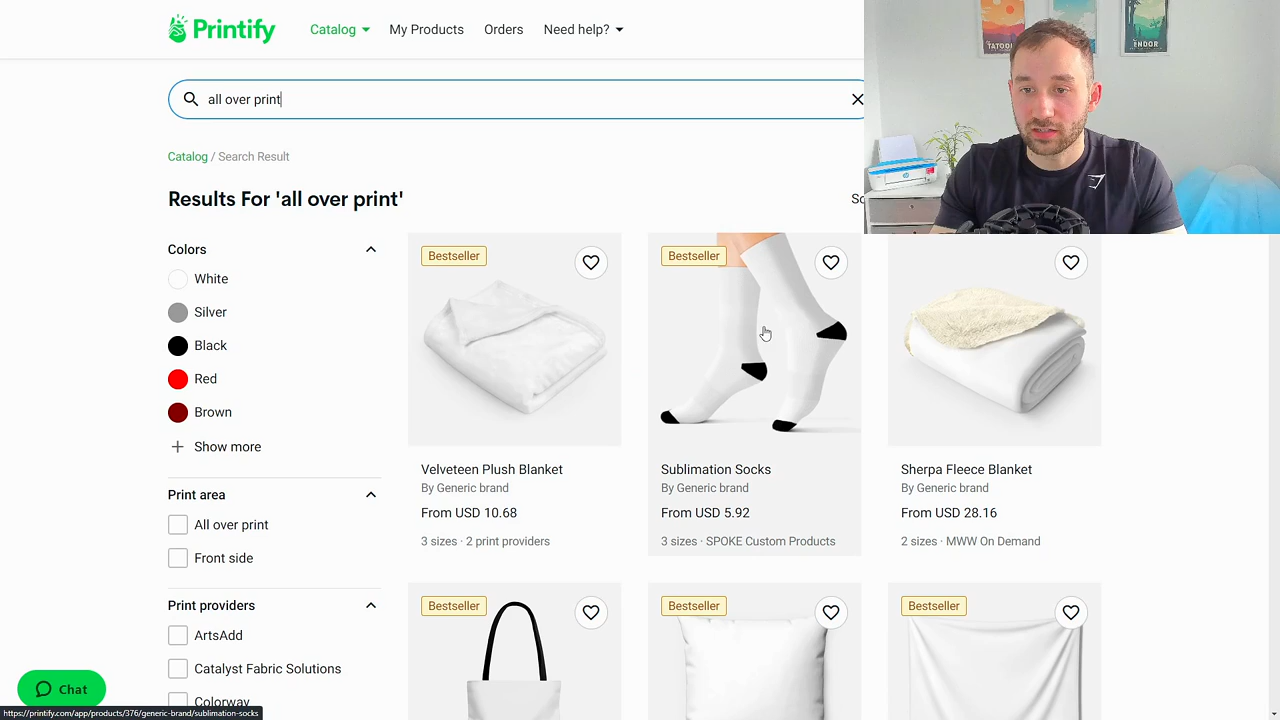 Printify
Catalog
My Products
Orders
Need help?
all over print
Catalog / Search Result
Results For 'all over print'
Colors
White
Silver
Black
Red
Brown
Show more
Print area
All over print
Front side
Print providers
ArtsAdd
Catalyst Fabric Solutions
Colorway
Bestseller
Velveteen Plush Blanket
By Generic brand
From USD 10.68
3 sizes · 2 print providers
Bestseller
Sublimation Socks
By Generic brand
From USD 5.92
3 sizes · SPOKE Custom Products
Sherpa Fleece Blanket
By Generic brand
From USD 28.16
2 sizes · MWW On Demand
Bestseller
Bestseller
Bestseller
Chat
https://printify.com/app/products/376/generic-brand/sublimation-socks
TATOO
ENDOR